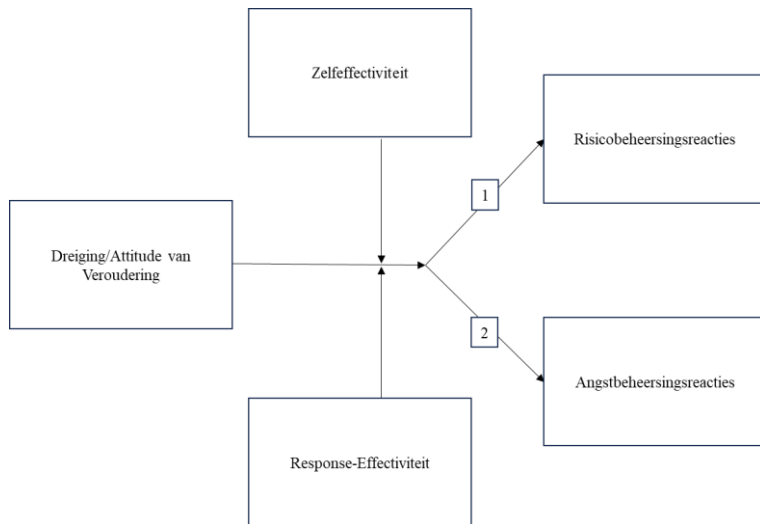 Zelfeffectiviteit
Risicobeheersingsreacties
1
Dreiging/Attitude van
Veroudering
2
Angstbeheersingsreacties
Response-Effectiviteit